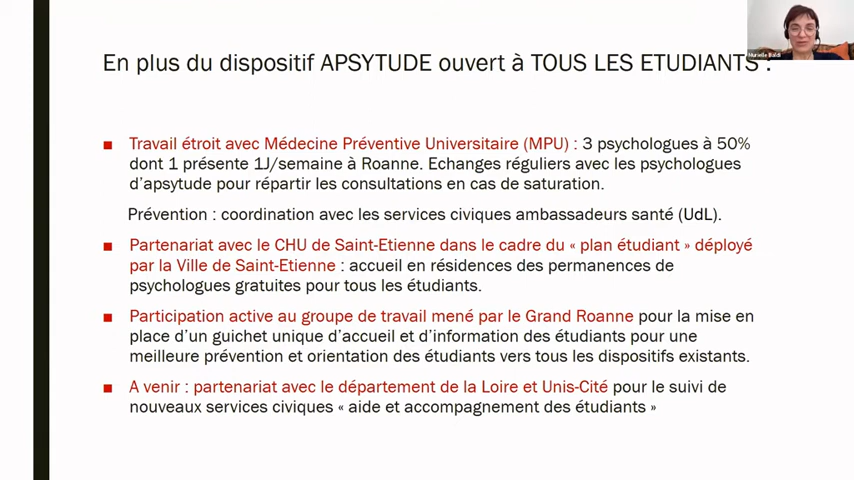 En plus du dispositif APSYTUDE ouvert à TOUS LES ETUDIANTS :
Murielle Baldi
■ Travail étroit avec Médecine Préventive Universitaire (MPU) : 3 psychologues à 50%
dont 1 présente 1J/semaine à Roanne. Echanges réguliers avec les psychologues
d'apsytude pour répartir les consultations en cas de saturation.
Prévention : coordination avec les services civiques ambassadeurs santé (UdL).
■ Partenariat avec le CHU de Saint-Etienne dans le cadre du « plan étudiant » déployé
par la Ville de Saint-Etienne : accueil en résidences des permanences de
psychologues gratuites pour tous les étudiants.
■ Participation active au groupe de travail mené par le Grand Roanne pour la mise en
place d'un guichet unique d'accueil et d'information des étudiants pour une
meilleure prévention et orientation des étudiants vers tous les dispositifs existants.
■ A venir : partenariat avec le département de la Loire et Unis-Cité pour le suivi de
nouveaux services civiques « aide et accompagnement des étudiants »